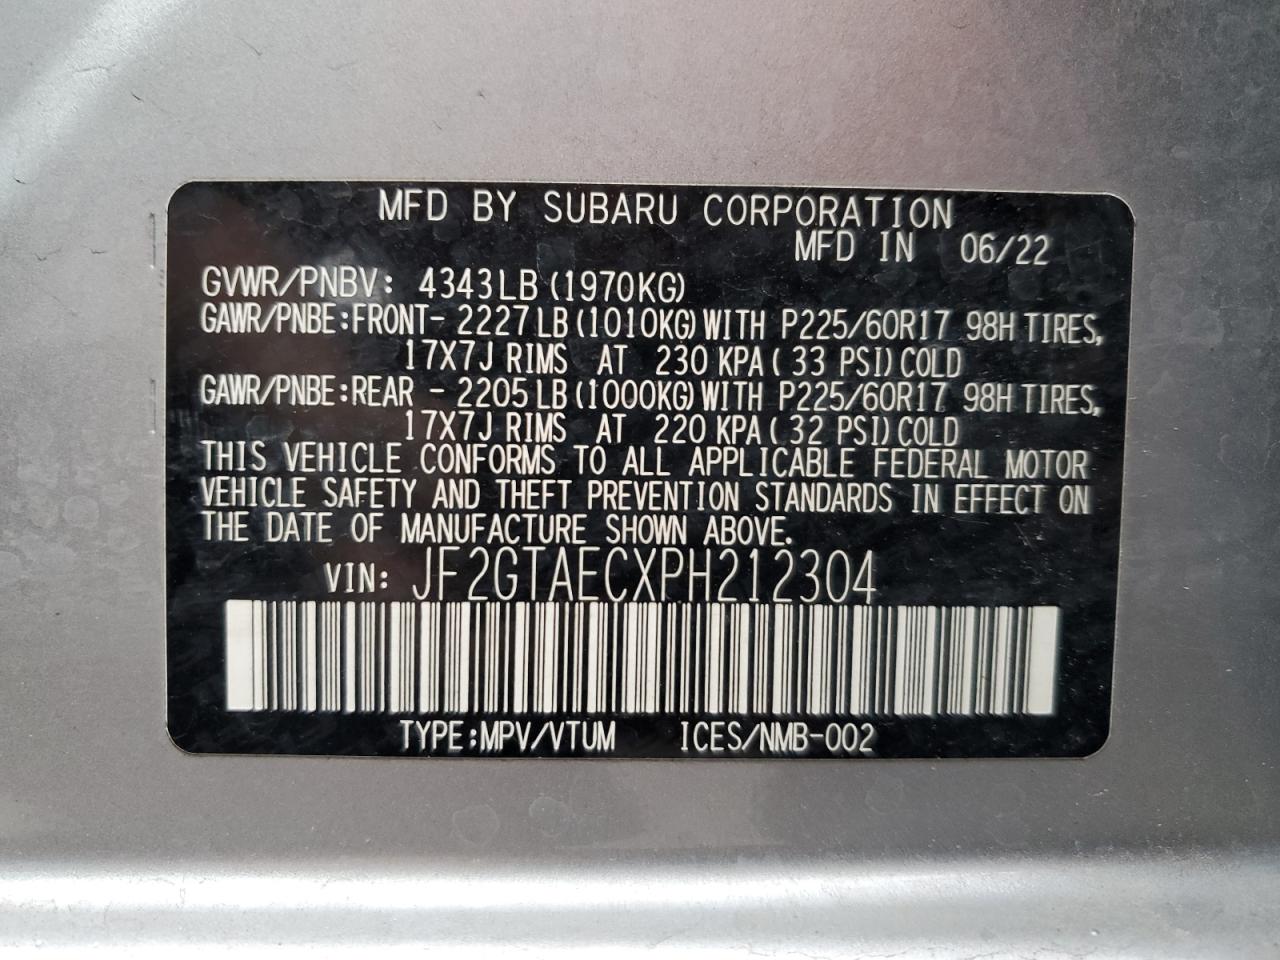 MFD BY SUBARU CORPORATION
MFD IN 06/22
GVWR/PNBV: 4343LB (1970KG)
GAWR/PNBE:FRONT- 2227LB(1010KG)WITH P225/60R17 98H TIRES,
17X7J RIMS AT 230 KPA( 33 PSI)COLD
GAWR/PNBE:REAR - 2205LB(1000KG)WITH P225/60R17 98H TIRES,
17X7J RIMS AT 220 KPA( 32 PSI)COLD
THIS VEHICLE CONFORMS TO ALL APPLICABLE FEDERAL MOTOR
VEHICLE SAFETY AND THEFT PREVENTION STANDARDS IN EFFECT ON
THE DATE OF MANUFACTURE SHOWN ABOVE.
VIN: JF2GTAECXPH212304
TYPE:MPV/VTUM ICES/NMB-002